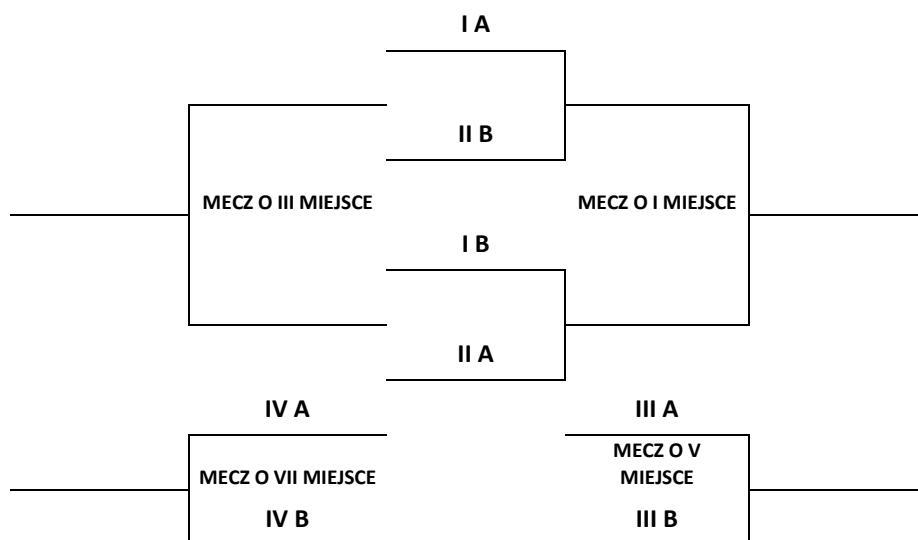 I A
II B
MECZ O III MIEJSCE
MECZ O I MIEJSCE
I B
II A
IV A
III A
MECZ O VII MIEJSCE
MECZ O V
MIEJSCE
IV B
III B